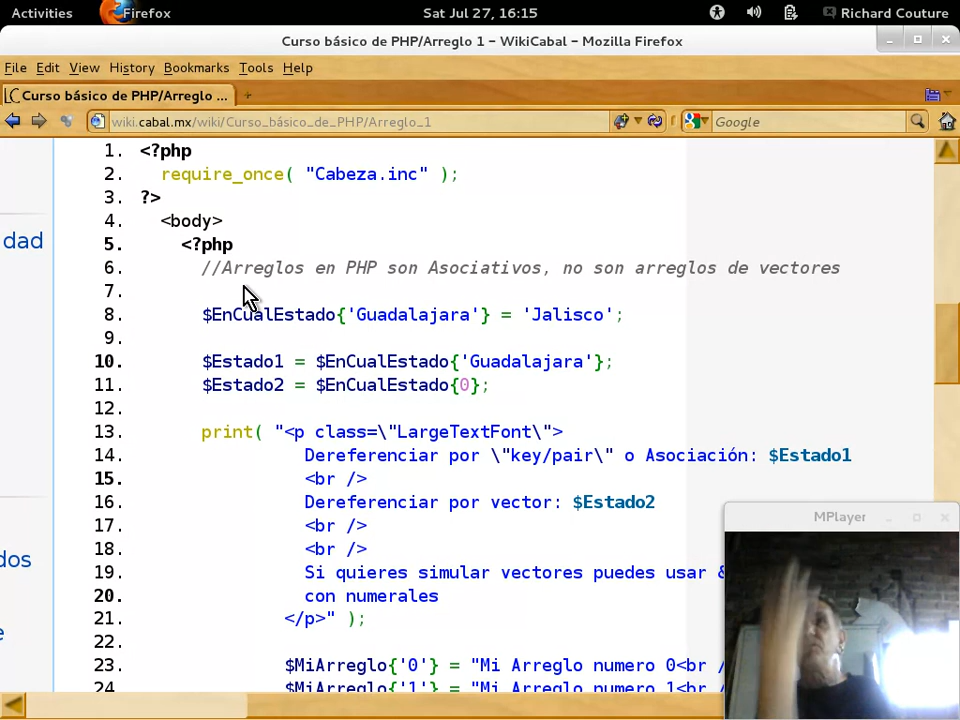 Activities Firefox Sat Jul 27, 16:15 Richard Couture
Curso básico de PHP/Arreglo 1 – WikiCabal – Mozilla Firefox
File Edit View History Bookmarks Tools Help
Curso básico de PHP/Arreglo ...
wiki.cabal.mx/wiki/Curso_básico_de_PHP/Arreglo_1 Google
1. <?php
2. require_once( "Cabeza.inc" );
3. ?>
4. <body>
dad
5. <?php
6. //Arreglos en PHP son Asociativos, no son arreglos de vectores
7.
8. $EnCualEstado{'Guadalajara'} = 'Jalisco';
9.
10. $Estado1 = $EnCualEstado{'Guadalajara'};
11. $Estado2 = $EnCualEstado{0};
12.
13. print( "<p class=\"LargeTextFont\">
14. Dereferenciar por \"key/pair\" o Asociación: $Estado1
15. <br />
16. Dereferenciar por vector: $Estado2
MPlayer
17. <br />
18. <br />
dos
19. Si quieres simular vectores puedes usar &
20. con numerales
21. </p>" );
e
22.
23. $MiArreglo{'0'} = "Mi Arreglo numero 0<br /
24. $MiArreglo{'1'} = "Mi Arreglo numero 1<br /